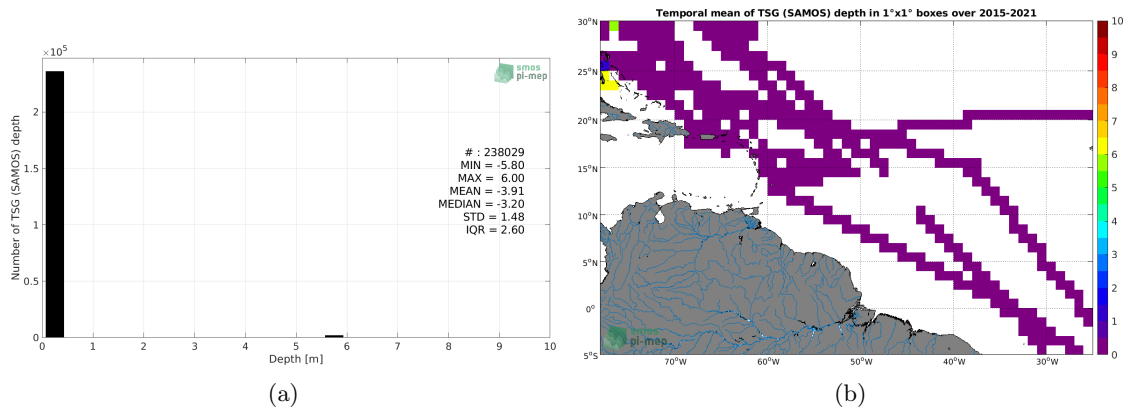 ×10⁵
smos
pi-mep
Number of TSG (SAMOS) depth
2
1.5
1
0.5
0
# : 238029
MIN = -5.80
MAX = 6.00
MEAN = -3.91
MEDIAN = -3.20
STD = 1.48
IQR = 2.60
0 1 2 3 4 5 6 7 8 9 10
Depth [m]
(a)
Temporal mean of TSG (SAMOS) depth in 1°x1° boxes over 2015-2021
30°N
25°N
20°N
15°N
10°N
5°N
0°
5°S
70°W 60°W 50°W 40°W 30°W
smos
pi-mep
10
9
8
7
6
5
4
3
2
1
0
(b)